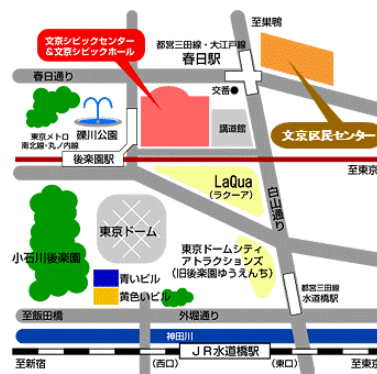 至巣鴨
文京シビックセンター
&文京シビックホール
都営三田線・大江戸線
春日駅
春日通り
交番
礫川公園
講道館
文京区民センター
東京メトロ
南北線・丸ノ内線
後楽園駅
至東京
LaQua
(ラクーア)
白山通り
東京ドーム
小石川後楽園
東京ドームシティ
アトラクションズ
(旧後楽園ゆうえんち)
青いビル
黄色いビル
都営三田線
水道橋駅
至飯田橋
外堀通り
神田川
JR水道橋駅
至新宿
(西口)
(東口)
至東京